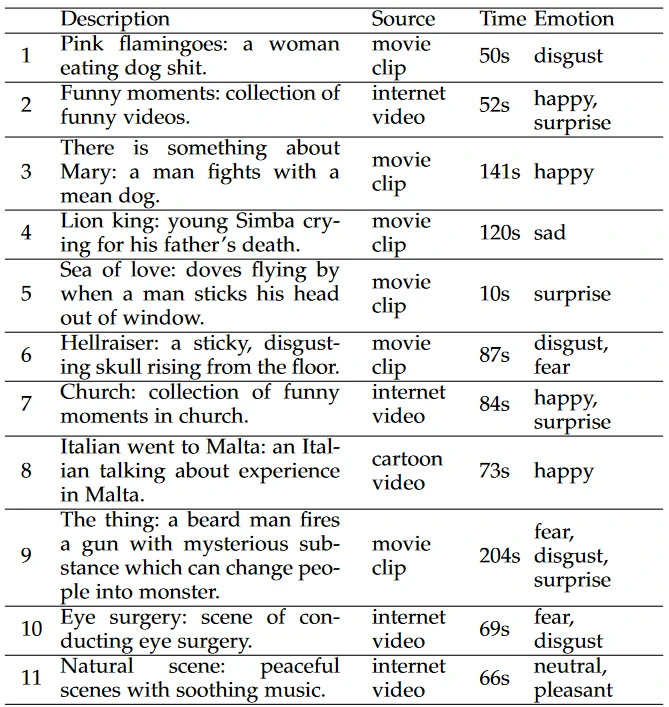 Description Source Time Emotion
1 Pink flamingoes: a woman eating dog shit. movie clip 50s disgust
2 Funny moments: collection of funny videos. internet video 52s happy, surprise
3 There is something about Mary: a man fights with a mean dog. movie clip 141s happy
4 Lion king: young Simba crying for his father's death. movie clip 120s sad
5 Sea of love: doves flying by when a man sticks his head out of window. movie clip 10s surprise
6 Hellraiser: a sticky, disgusting skull rising from the floor. movie clip 87s disgust, fear
7 Church: collection of funny moments in church. internet video 84s happy, surprise
8 Italian went to Malta: an Italian talking about experience in Malta. cartoon video 73s happy
9 The thing: a beard man fires a gun with mysterious substance which can change people into monster. movie clip 204s fear, disgust, surprise
10 Eye surgery: scene of conducting eye surgery. internet video 69s fear, disgust
11 Natural scene: peaceful scenes with soothing music. internet video 66s neutral, pleasant